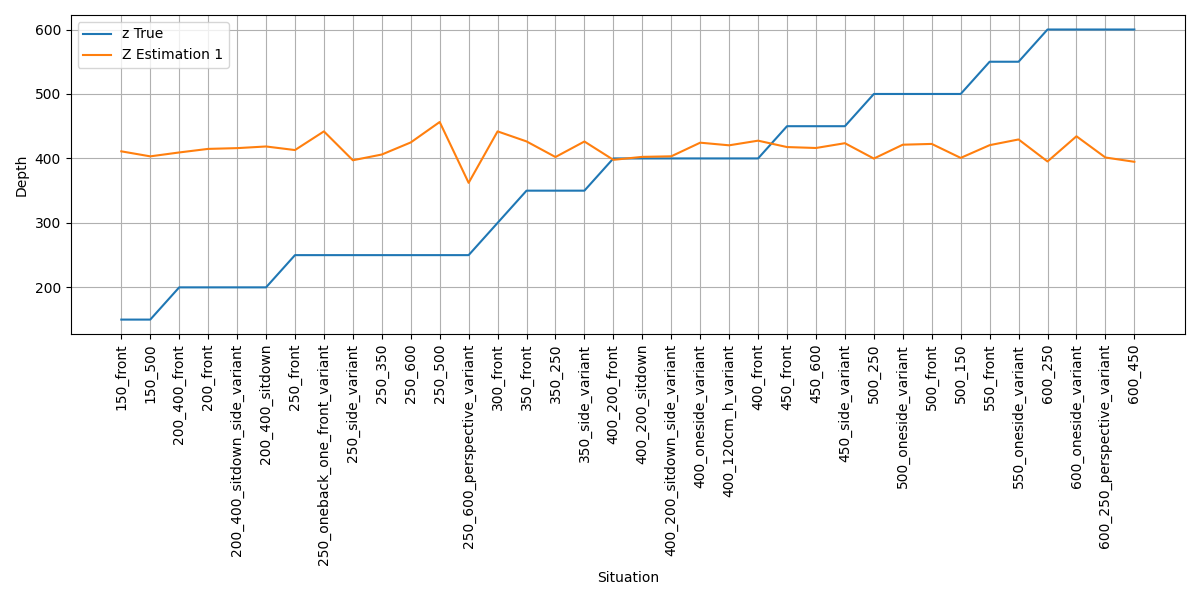 z True
Z Estimation 1
600
500
400
300
200
Depth
150_front
150_500
200_400_front
200_front
200_400_sitdown_side_variant
200_400_sitdown
250_front
250_oneback_one_front_variant
250_side_variant
250_350
250_600
250_500
250_600_perspective_variant
300_front
350_front
350_250
350_side_variant
400_200_front
400_200_sitdown
400_200_sitdown_side_variant
400_oneside_variant
400_120cm_h_variant
400_front
450_front
450_600
450_side_variant
500_250
500_oneside_variant
500_front
500_150
550_front
550_oneside_variant
600_250
600_oneside_variant
600_250_perspective_variant
600_450
Situation